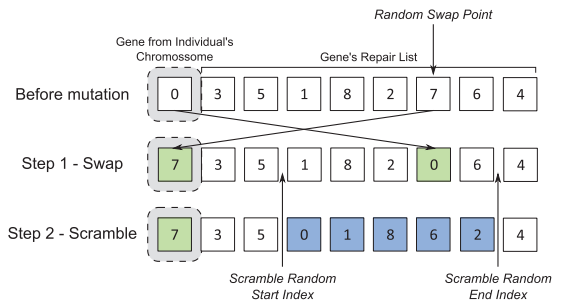 Random Swap Point
Gene from Individual's
Chromossome
Gene's Repair List
Before mutation
0 3 5 1 8 2 7 6 4
Step 1 - Swap
7 3 5 1 8 2 0 6 4
Step 2 - Scramble
7 3 5 0 1 8 6 2 4
Scramble Random
Start Index
Scramble Random
End Index